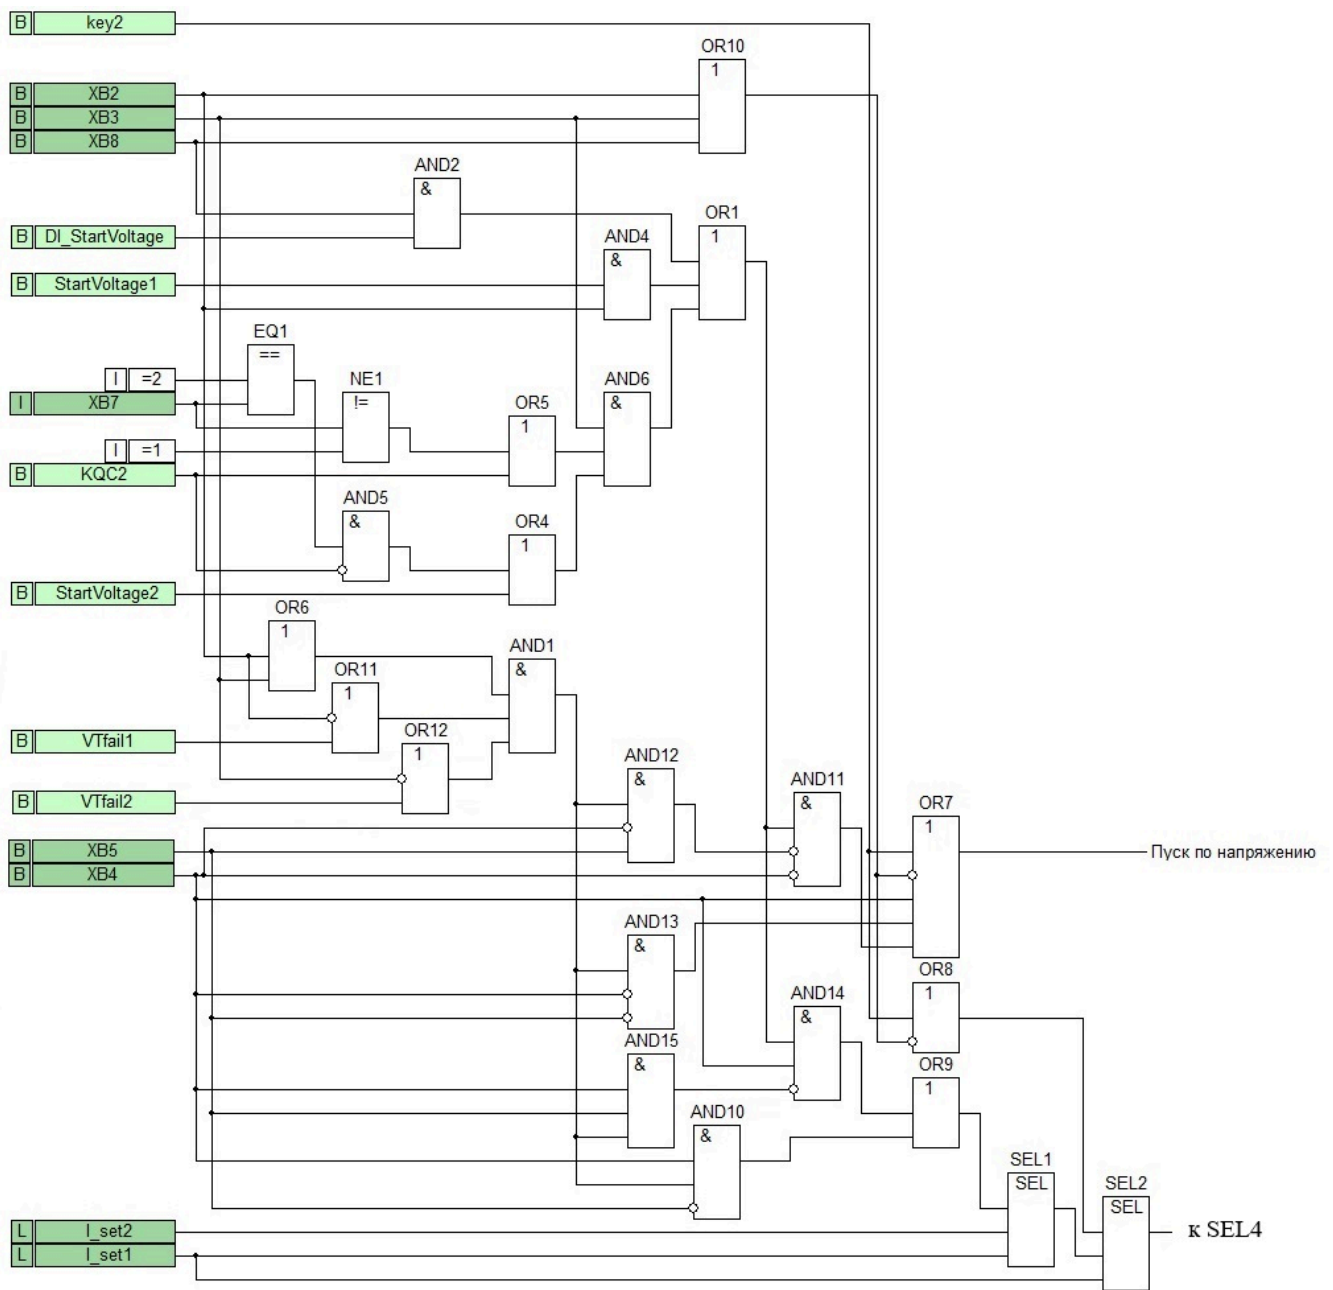 B key2
OR10
1
B XB2
B XB3
B XB8
AND2
&
OR1
1
B DI_StartVoltage
AND4
&
B StartVoltage1
EQ1
==
I =2
NE1
!=
AND6
&
I XB7
OR5
1
I =1
B KQC2
AND5
&
OR4
1
B StartVoltage2
OR6
1
AND1
&
OR11
1
B VTfail1
OR12
1
AND12
&
AND11
&
OR7
1
B VTfail2
B XB5
Пуск по напряжению
B XB4
AND13
&
OR8
1
AND14
&
AND15
&
OR9
1
AND10
&
SEL1
SEL
SEL2
SEL
L I_set2
к SEL4
L I_set1